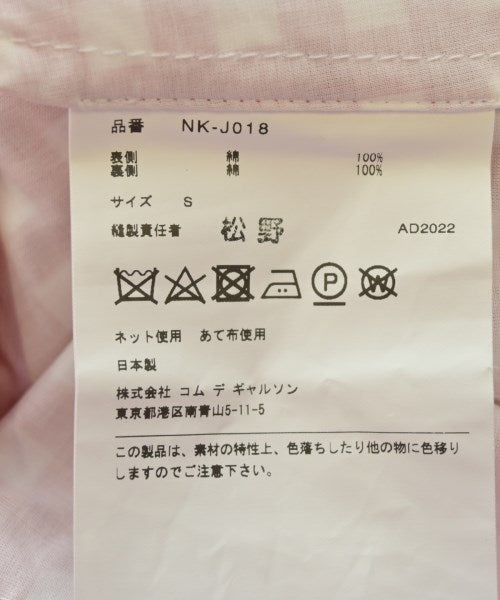 品番 NK-J018
表側 綿 100%
裏側 綿 100%
サイズ S
縫製責任者 松野 AD2022
P W
ネット使用 あて布使用
日本製
株式会社 コム デ ギャルソン
東京都港区南青山5-11-5
この製品は、素材の特性上、色落ちしたり他の物に色移り
しますのでご注意下さい。